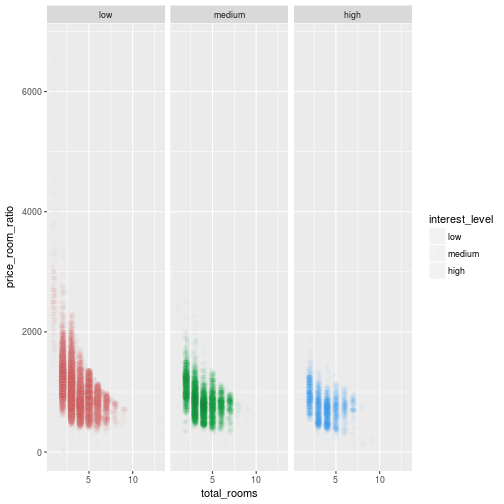 low medium high
6000
4000
2000
0
price_room_ratio
5 10 5 10 5 10
total_rooms
interest_level
low
medium
high